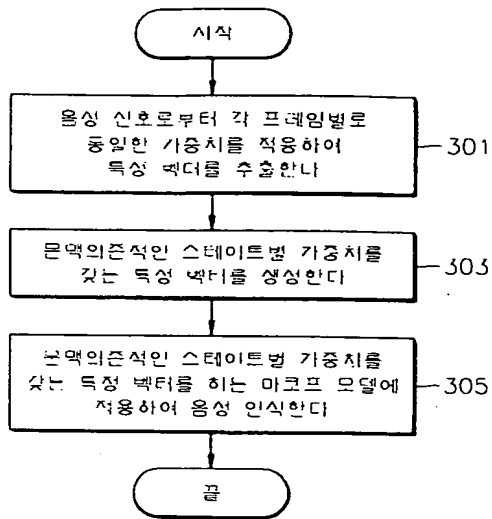 시작
음성 신호로부터 각 프레임별로
동일한 가중치를 적용하여
특성 벡터를 추출한다
301
문맥의존적인 스테이트별 가중치를
갖는 특성 벡터를 생성한다
303
문맥의존적인 스테이트별 가중치를
갖는 특정 벡터를 히든 마코프 모델에
적용하여 음성 인식한다
305
끝